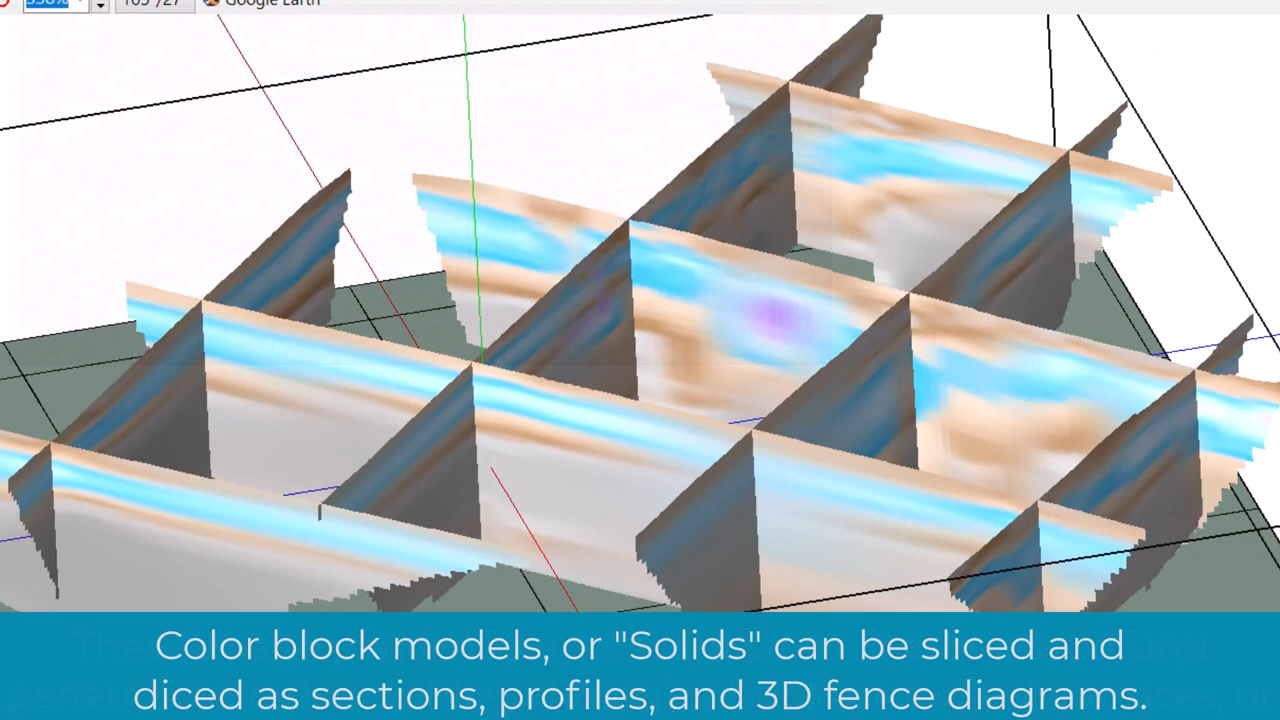 Google Earth
Color block models, or "Solids" can be sliced and
diced as sections, profiles, and 3D fence diagrams.